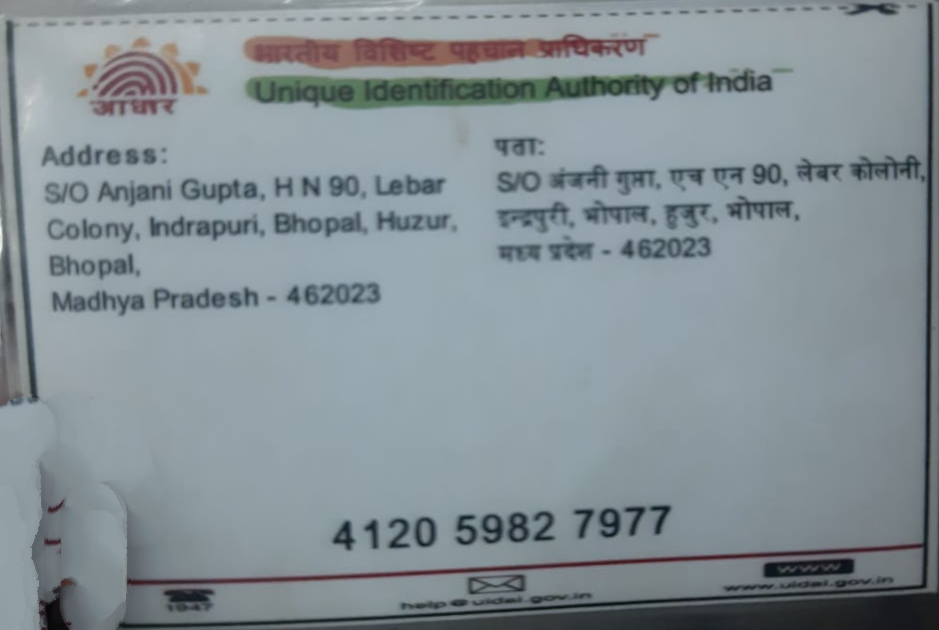 भारतीय विशिष्ट पहचान प्राधिकरण
Unique Identification Authority of India
आधार
Address:
S/O Anjani Gupta, H N 90, Lebar
Colony, Indrapuri, Bhopal, Huzur,
Bhopal,
Madhya Pradesh - 462023
पता:
S/O अंजनी गुप्ता, एच एन 90, लेबर कोलोनी,
इन्द्रपुरी, भोपाल, हुजुर, भोपाल,
मध्य प्रदेश - 462023
4120 5982 7977
1947
help@uidai.gov.in
www
www.uidai.gov.in